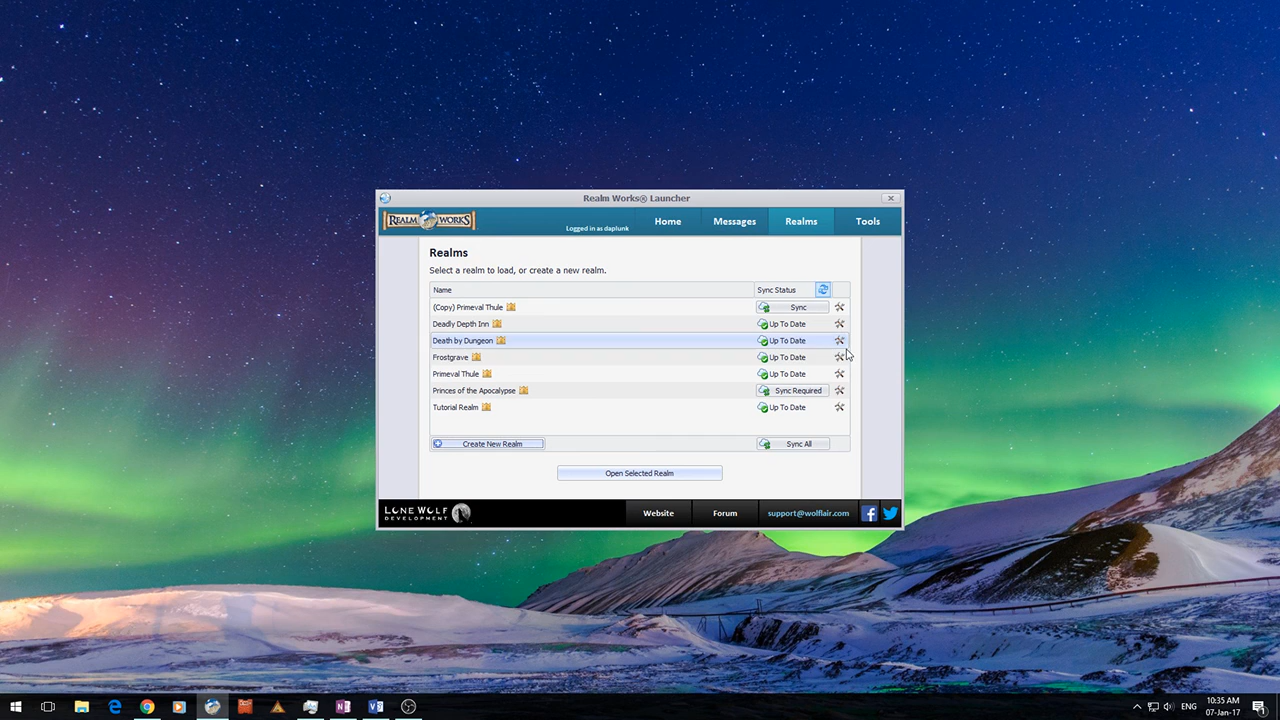 Realm Works® Launcher
REALM WORKS
Logged in as daplunk
Home
Messages
Realms
Tools
Realms
Select a realm to load, or create a new realm.
Name
Sync Status
(Copy) Primeval Thule
Sync
Deadly Depth Inn
Up To Date
Death by Dungeon
Up To Date
Frostgrave
Up To Date
Primeval Thule
Up To Date
Princes of the Apocalypse
Sync Required
Tutorial Realm
Up To Date
Create New Realm
Sync All
Open Selected Realm
LONE WOLF
DEVELOPMENT
Website
Forum
support@wolflair.com
ENG
10:35 AM
07-Jan-17